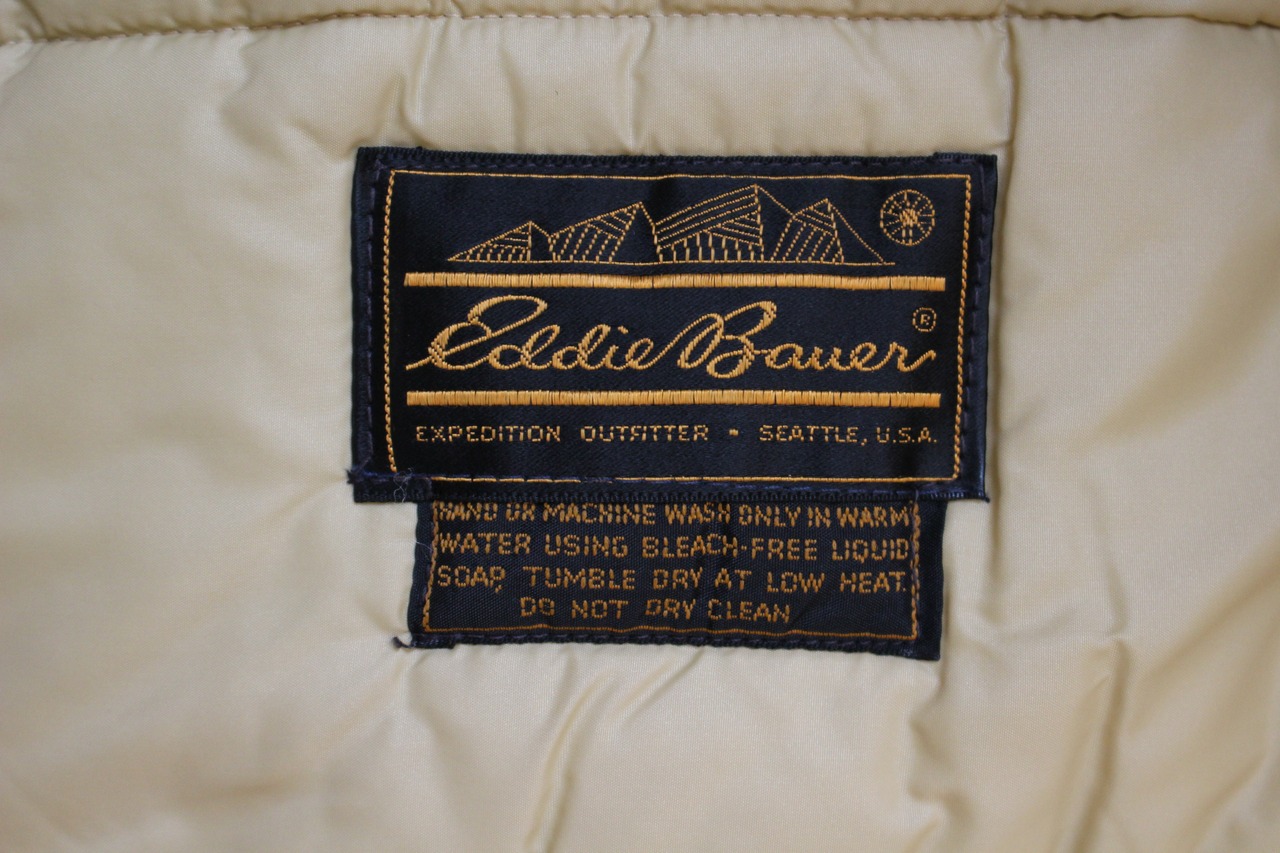 N
Eddie Bauer ®
EXPEDITION OUTFITTER • SEATTLE, U.S.A.
HAND OR MACHINE WASH ONLY IN WARM
WATER USING BLEACH-FREE LIQUID
SOAP, TUMBLE DRY AT LOW HEAT.
DO NOT DRY CLEAN